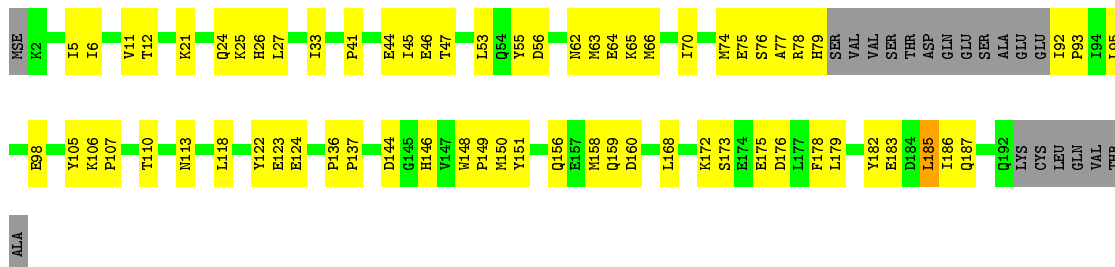 MSE K2 I5 I6 V11 T12 K21 Q24 K25 H26 L27 I33 P41 E44 I45 E46 T47 L53 Q54 Y55 D56 N62 M63 E64 K65 M66 I70 M74 E75 S76 A77 R78 H79 SER VAL VAL SER THR ASP GLN GLU SER ALA GLU GLU I92 P93 I94 L95
E98 Y105 K106 P107 T110 N113 L118 Y122 E123 E124 P136 P137 D144 G145 H146 V147 W148 P149 M150 Y151 Q156 E157 M158 Q159 D160 L168 K172 S173 E174 E175 D176 L177 F178 L179 Y182 E183 D184 L185 I186 Q187 Q192 LYS CYS LEU GLN VAL THR
ALA